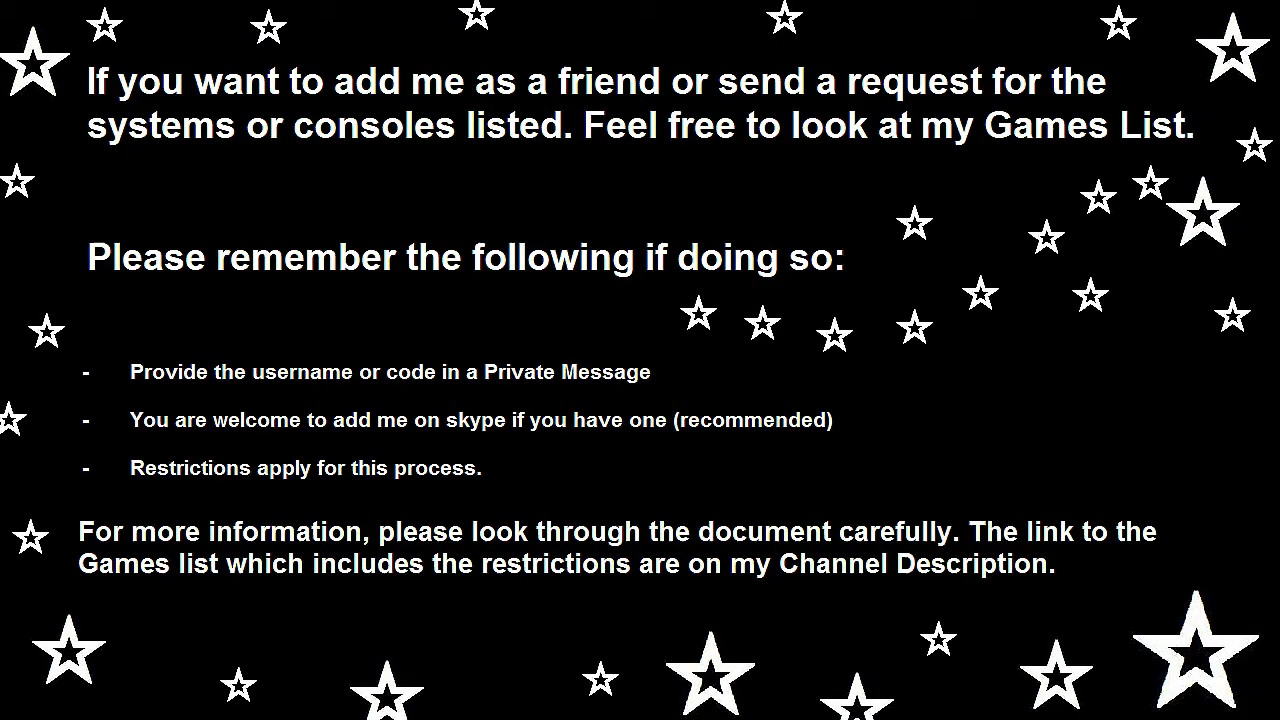 If you want to add me as a friend or send a request for the
systems or consoles listed. Feel free to look at my Games List.
Please remember the following if doing so:
- Provide the username or code in a Private Message
- You are welcome to add me on skype if you have one (recommended)
- Restrictions apply for this process.
For more information, please look through the document carefully. The link to the
Games list which includes the restrictions are on my Channel Description.